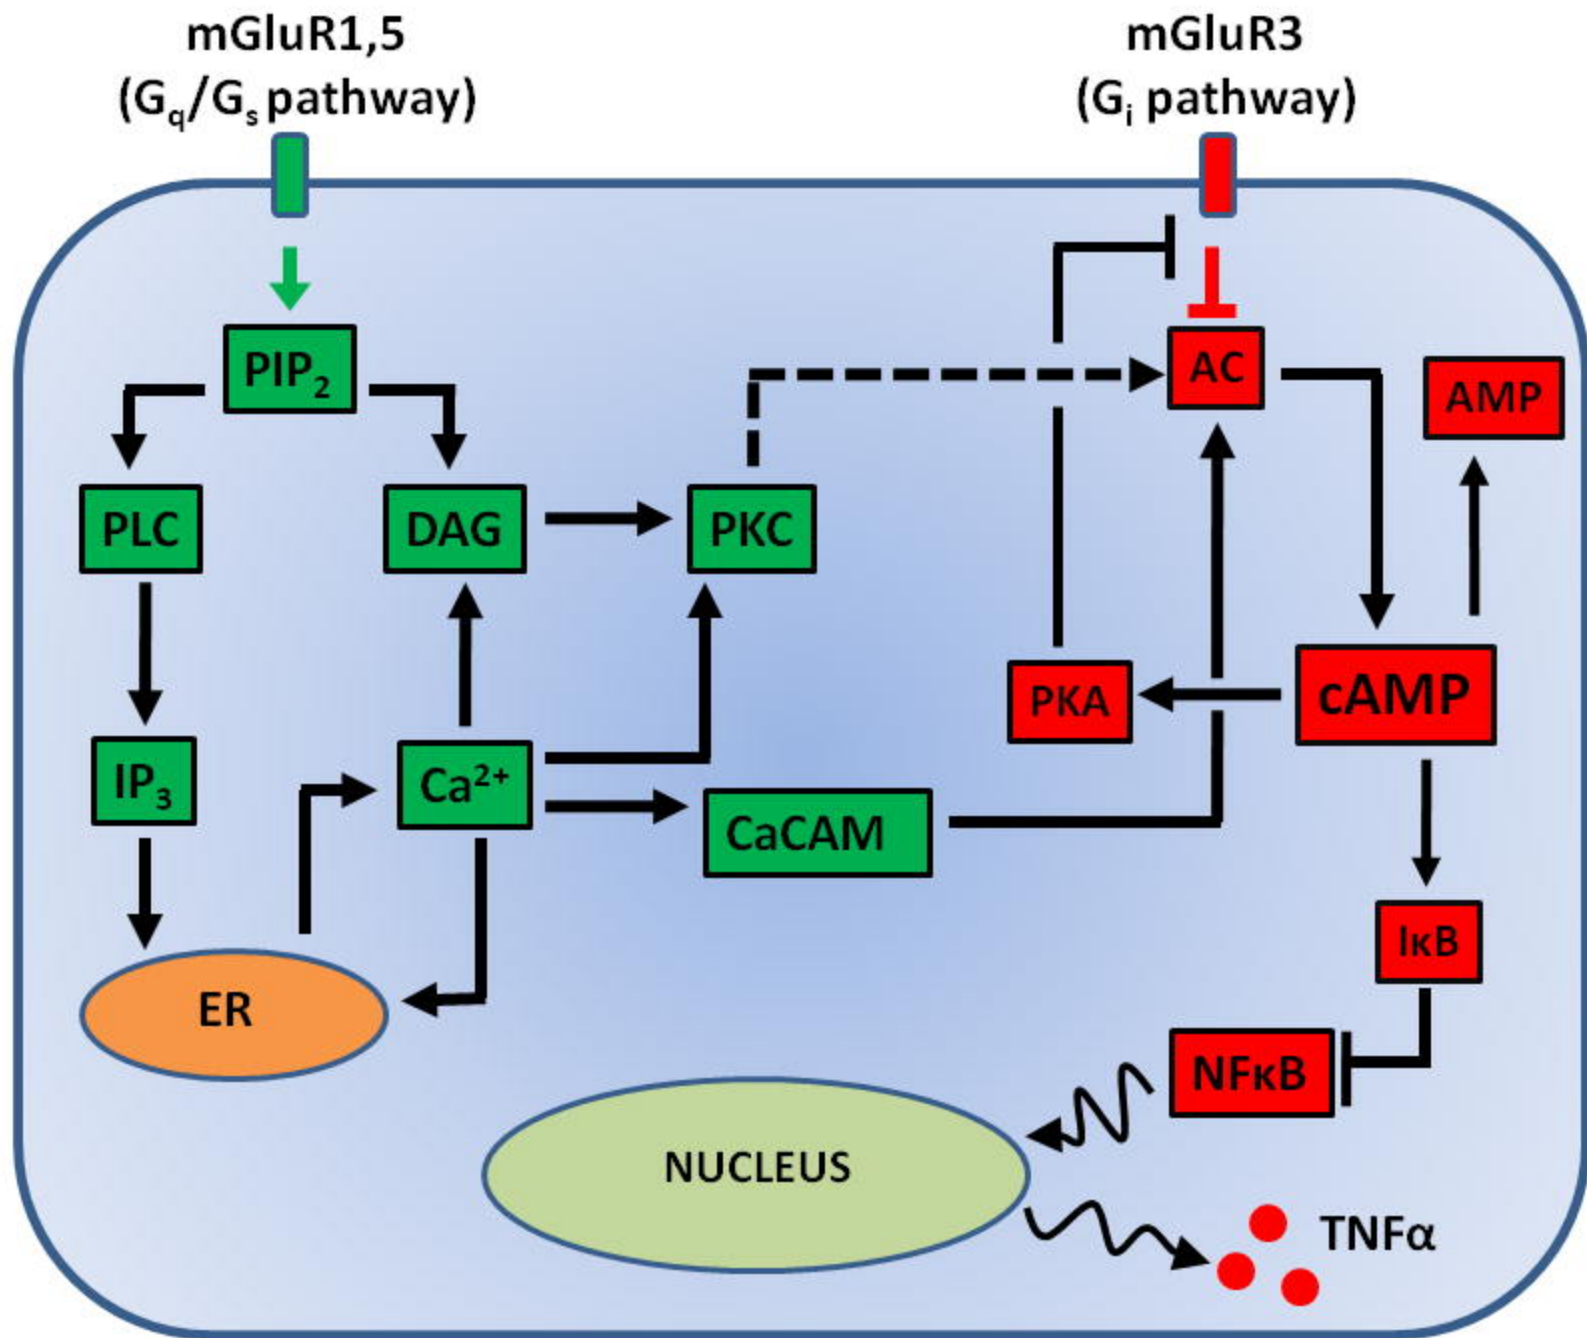 mGluR1,5
(Gq/Gs pathway)
mGluR3
(Gi pathway)
PIP2
AC
AMP
PLC
DAG
PKC
PKA
cAMP
IP3
Ca²⁺
CaCAM
IκB
ER
NFκB
NUCLEUS
TNFα